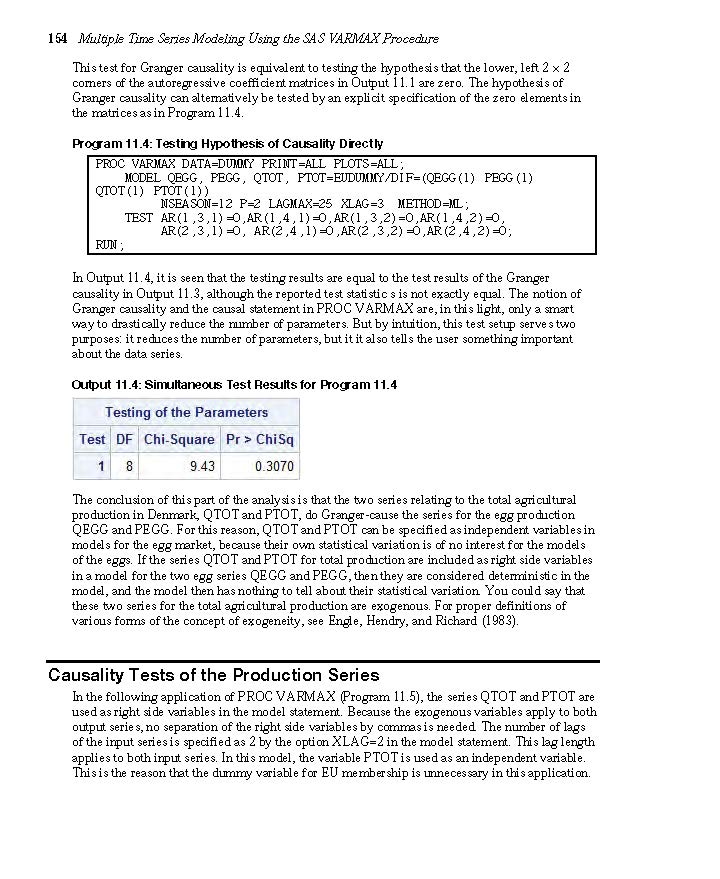 154 Multiple Time Series Modeling Using the SAS VARMAX Procedure
This test for Granger causality is equivalent to testing the hypothesis that the lower, left 2 × 2
corners of the autoregressive coefficient matrices in Output 11.1 are zero. The hypothesis of
Granger causality can alternatively be tested by an explicit specification of the zero elements in
the matrices as in Program 11.4.
Program 11.4: Testing Hypothesis of Causality Directly
PROC VARMAX DATA=DUMMY PRINT=ALL PLOTS=ALL;
MODEL QEGG, PEGG, QTOT, PTOT=EUDUMMY/DIF=(QEGG(1) PEGG(1)
QTOT(1) PTOT(1))
NSEASON=12 P=2 LAGMAX=25 XLAG=3 METHOD=ML;
TEST AR(1,3,1)=0,AR(1,4,1)=0,AR(1,3,2)=0,AR(1,4,2)=0,
AR(2,3,1)=0, AR(2,4,1)=0,AR(2,3,2)=0,AR(2,4,2)=0;
RUN;
In Output 11.4, it is seen that the testing results are equal to the test results of the Granger
causality in Output 11.3, although the reported test statistic s is not exactly equal. The notion of
Granger causality and the causal statement in PROC VARMAX are, in this light, only a smart
way to drastically reduce the number of parameters. But by intuition, this test setup serves two
purposes: it reduces the number of parameters, but it it also tells the user something important
about the data series.
Output 11.4: Simultaneous Test Results for Program 11.4
Testing of the Parameters
Test DF Chi-Square Pr > ChiSq
1 8 9.43 0.3070
The conclusion of this part of the analysis is that the two series relating to the total agricultural
production in Denmark, QTOT and PTOT, do Granger-cause the series for the egg production
QEGG and PEGG. For this reason, QTOT and PTOT can be specified as independent variables in
models for the egg market, because their own statistical variation is of no interest for the models
of the eggs. If the series QTOT and PTOT for total production are included as right side variables
in a model for the two egg series QEGG and PEGG, then they are considered deterministic in the
model, and the model then has nothing to tell about their statistical variation. You could say that
these two series for the total agricultural production are exogenous. For proper definitions of
various forms of the concept of exogeneity, see Engle, Hendry, and Richard (1983).
Causality Tests of the Production Series
In the following application of PROC VARMAX (Program 11.5), the series QTOT and PTOT are
used as right side variables in the model statement. Because the exogenous variables apply to both
output series, no separation of the right side variables by commas is needed. The number of lags
of the input series is specified as 2 by the option XLAG=2 in the model statement. This lag length
applies to both input series. In this model, the variable PTOT is used as an independent variable.
This is the reason that the dummy variable for EU membership is unnecessary in this application.